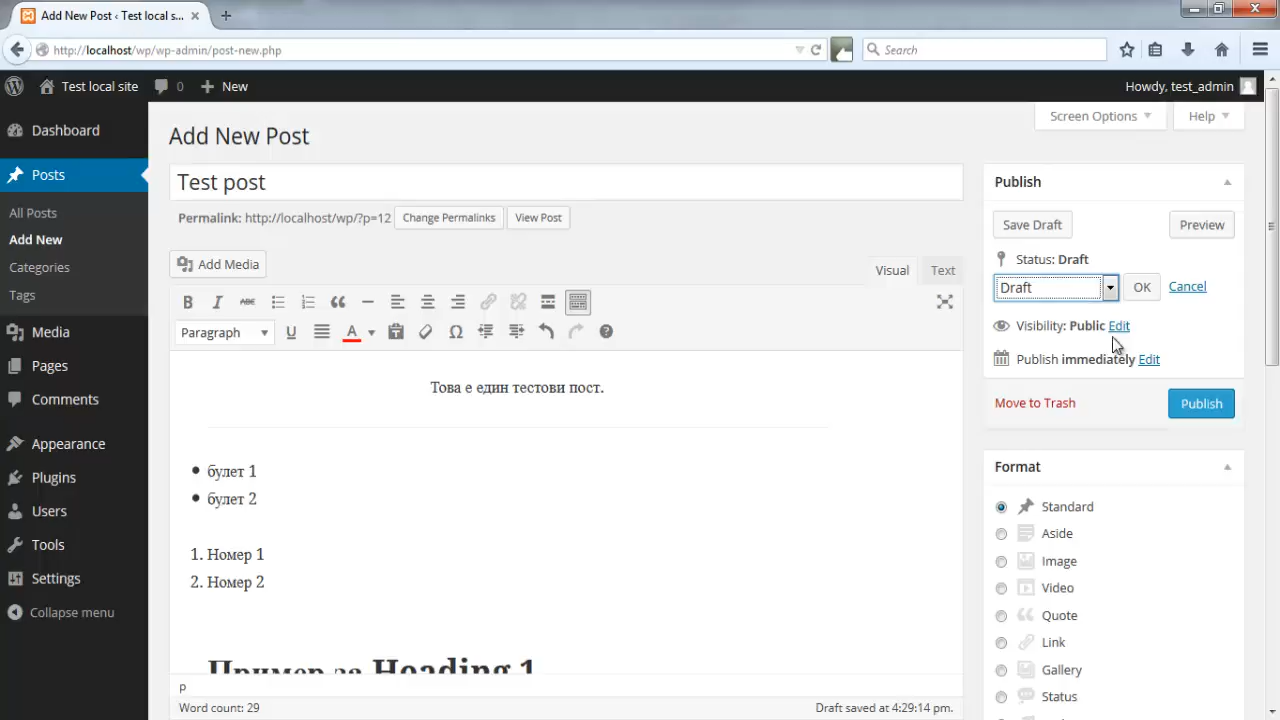 Add New Post ‹ Test local s...
http://localhost/wp/wp-admin/post-new.php
Search
Test local site
0
New
Howdy, test_admin
Dashboard
Posts
All Posts
Add New
Categories
Tags
Media
Pages
Comments
Appearance
Plugins
Users
Tools
Settings
Collapse menu
Screen Options
Help
Add New Post
Test post
Permalink: http://localhost/wp/?p=12
Change Permalinks
View Post
Add Media
Visual
Text
B I ABC
Paragraph
U A Ω
Това е един тестови пост.
• булет 1
• булет 2
1. Номер 1
2. Номер 2
Пример за Heading 1
p
Word count: 29
Draft saved at 4:29:14 pm.
Publish
Save Draft
Preview
Status: Draft
Draft
OK
Cancel
Visibility: Public Edit
Publish immediately Edit
Move to Trash
Publish
Format
Standard
Aside
Image
Video
Quote
Link
Gallery
Status